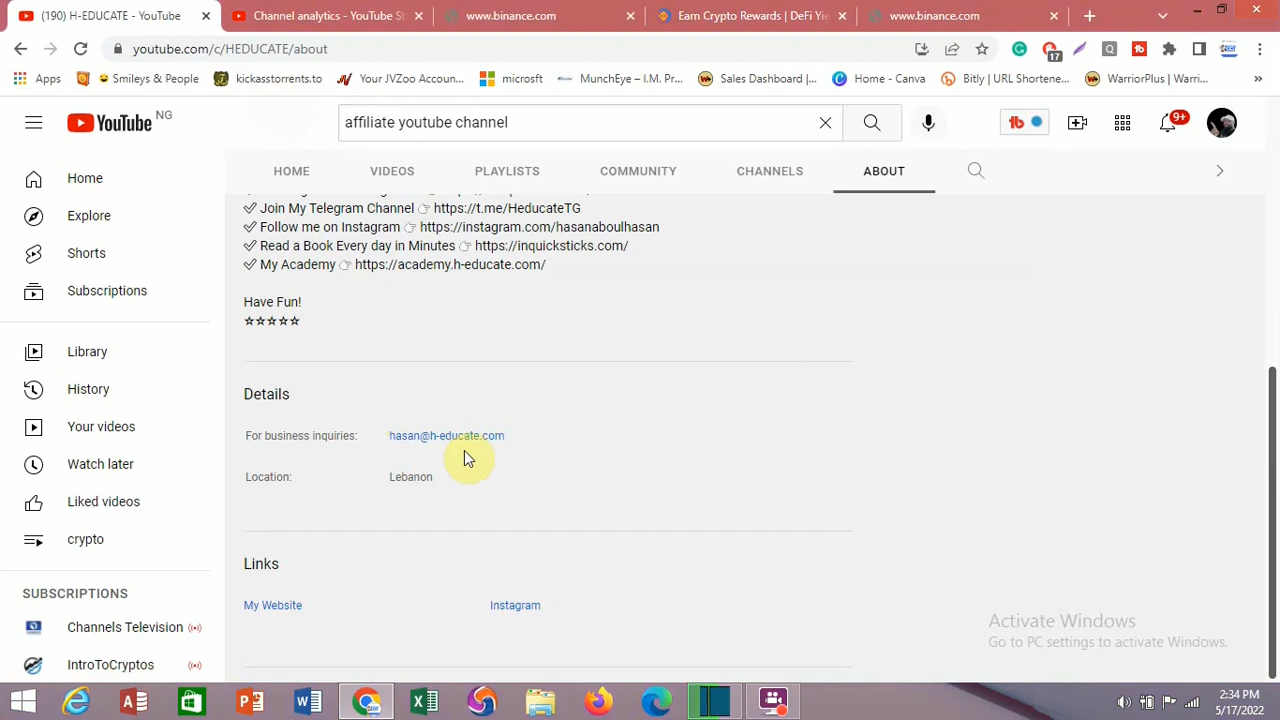 (190) H-EDUCATE - YouTube
Channel analytics - YouTube St
www.binance.com
Earn Crypto Rewards | DeFi Yie
www.binance.com
youtube.com/c/HEDUCATE/about
17
Apps
Smileys & People
kickasstorrents.to
Your JVZoo Accoun...
microsft
MunchEye – I.M. Pr...
Sales Dashboard |...
Home - Canva
Bitly | URL Shortene...
WarriorPlus | Warri...
YouTube NG
affiliate youtube channel
9+
HOME
VIDEOS
PLAYLISTS
COMMUNITY
CHANNELS
ABOUT
Home
Explore
Shorts
Subscriptions
Library
History
Your videos
Watch later
Liked videos
crypto
SUBSCRIPTIONS
Channels Television
IntroToCryptos
Join My Telegram Channel 👉 https://t.me/HeducateTG
Follow me on Instagram 👉 https://instagram.com/hasanaboulhasan
Read a Book Every day in Minutes 👉 https://inquicksticks.com/
My Academy 👉 https://academy.h-educate.com/
Have Fun!
☆☆☆☆☆
Details
For business inquiries: hasan@h-educate.com
Location: Lebanon
Links
My Website
Instagram
Activate Windows
Go to PC settings to activate Windows.
2:34 PM
5/17/2022